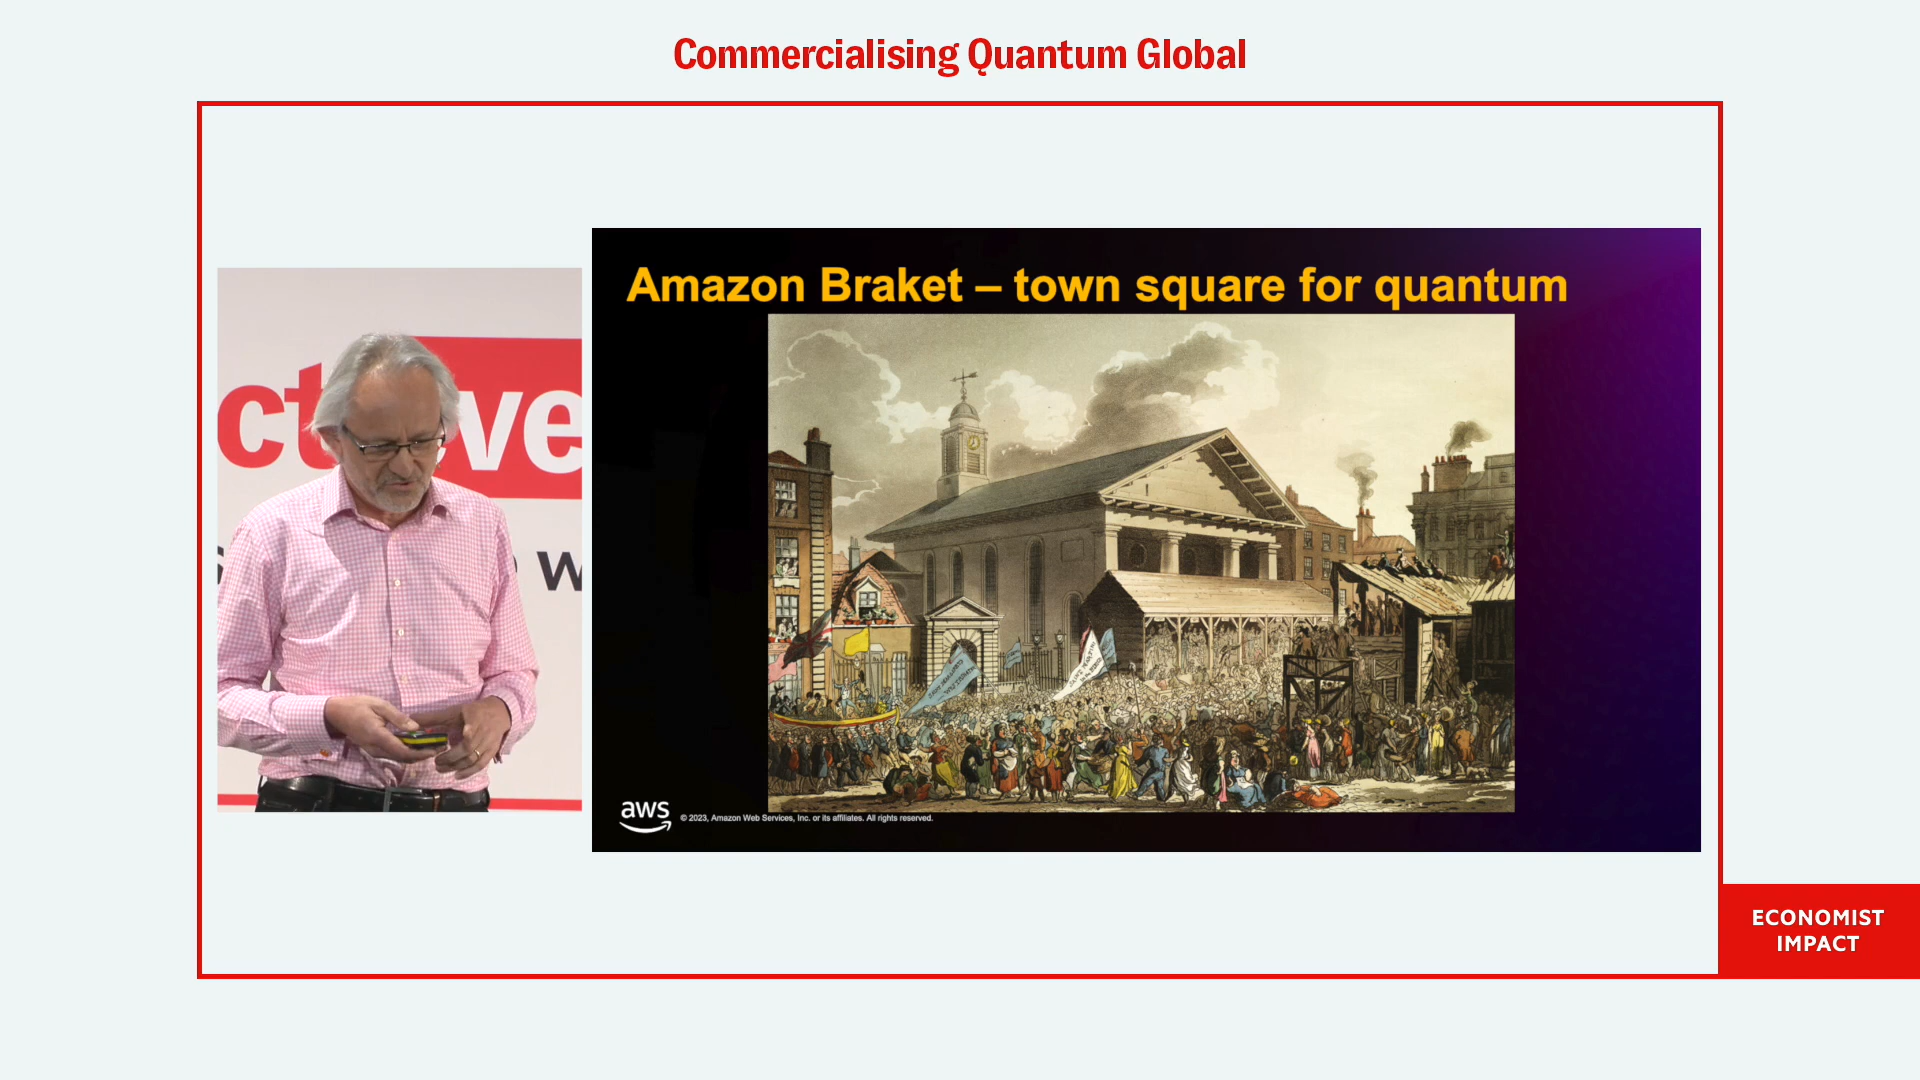 Commercialising Quantum Global
Amazon Braket – town square for quantum
aws
© 2023, Amazon Web Services, Inc. or its affiliates. All rights reserved.
ECONOMIST
IMPACT